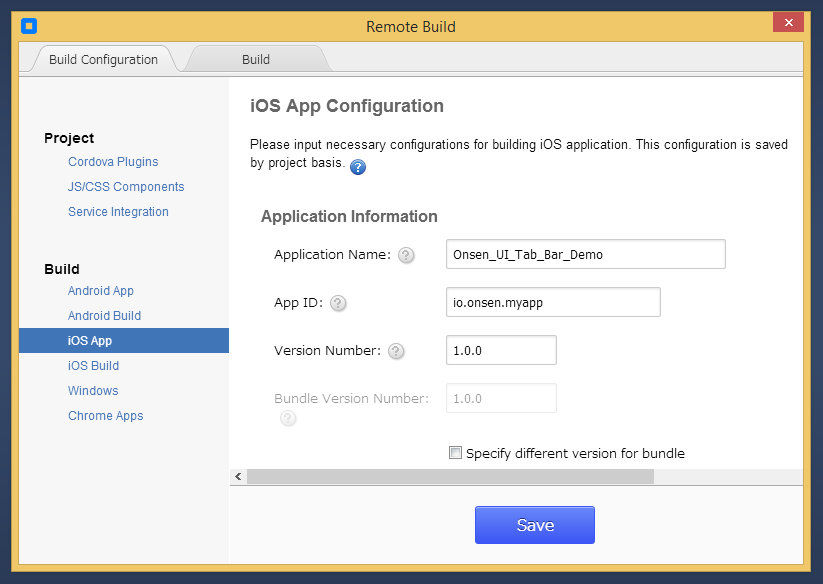 Remote Build
Build Configuration
Build
Project
Cordova Plugins
JS/CSS Components
Service Integration
Build
Android App
Android Build
iOS App
iOS Build
Windows
Chrome Apps
iOS App Configuration
Please input necessary configurations for building iOS application. This configuration is saved
by project basis. ?
Application Information
Application Name: ? Onsen_UI_Tab_Bar_Demo
App ID: ? io.onsen.myapp
Version Number: ? 1.0.0
Bundle Version Number: 1.0.0
?
Specify different version for bundle
Save